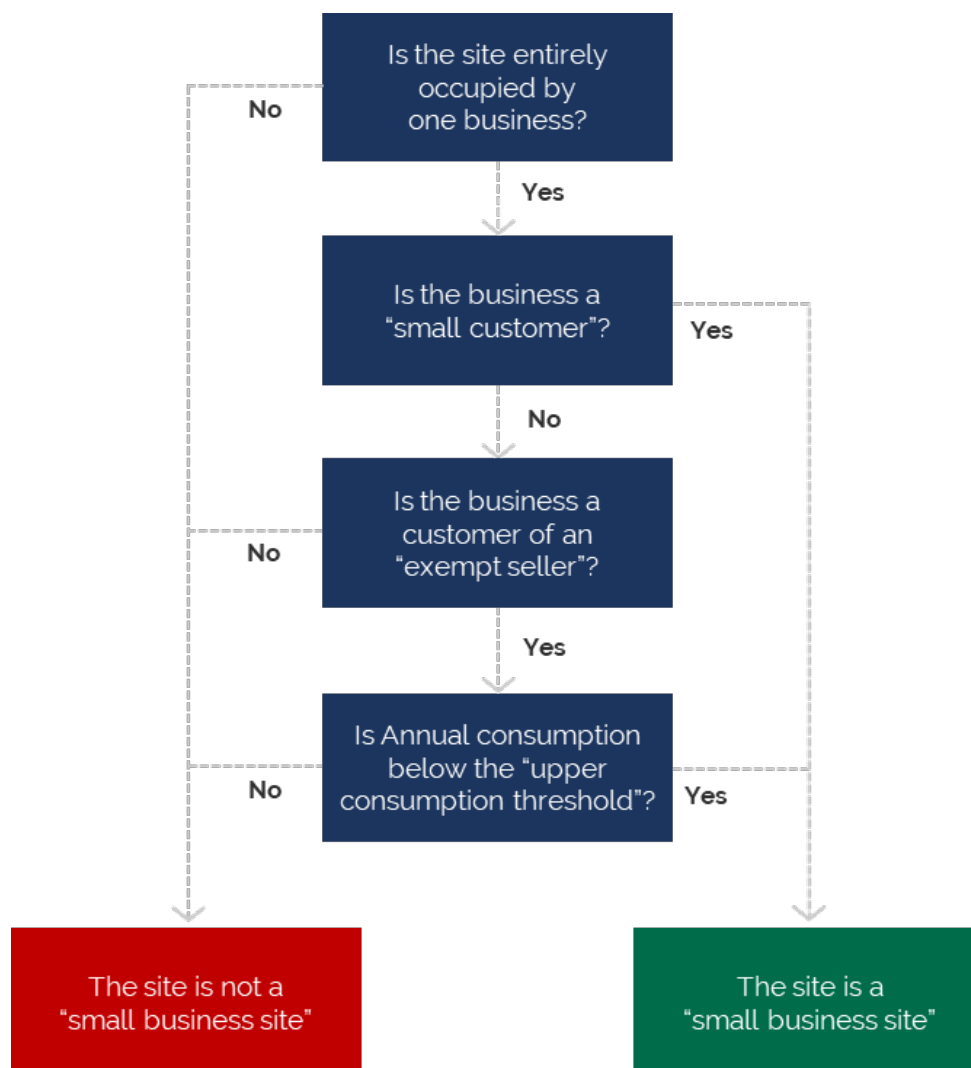 Is the site entirely
occupied by
one business?
No
Yes
Is the business a
“small customer”?
Yes
No
Is the business a
customer of an
“exempt seller”?
No
Yes
Is Annual consumption
below the “upper
consumption threshold”?
No
Yes
The site is not a
“small business site”
The site is a
“small business site”